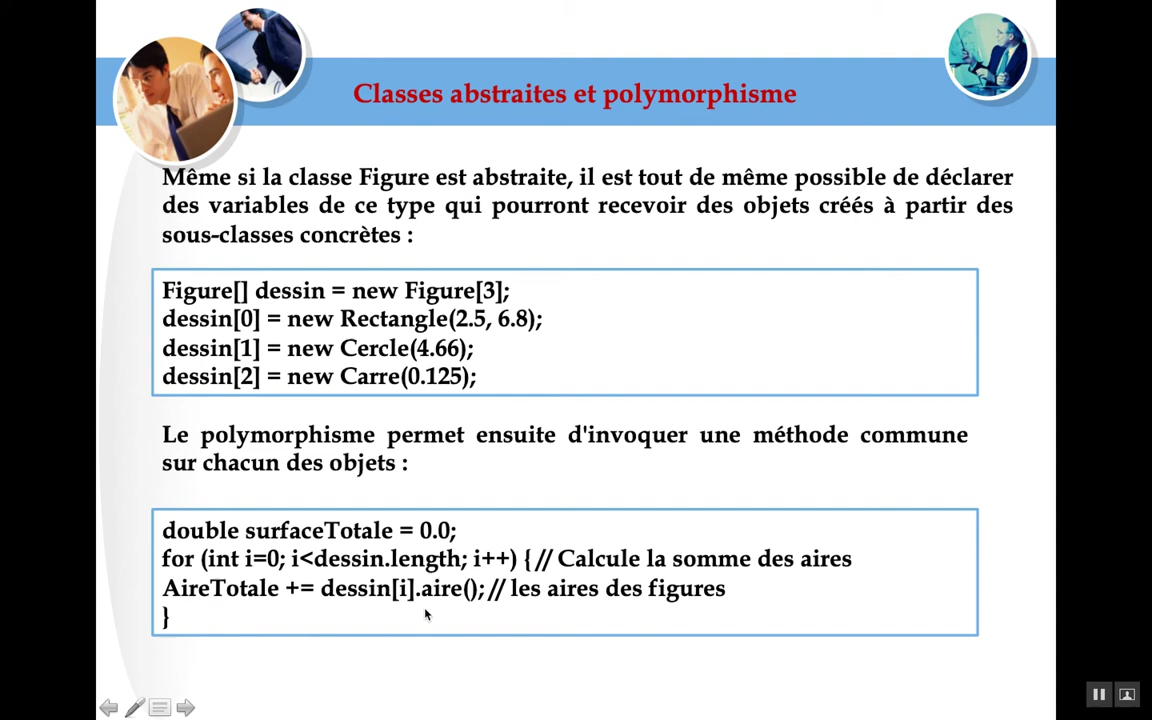 Classes abstraites et polymorphisme
Même si la classe Figure est abstraite, il est tout de même possible de déclarer
des variables de ce type qui pourront recevoir des objets créés à partir des
sous-classes concrètes :
Figure[] dessin = new Figure[3];
dessin[0] = new Rectangle(2.5, 6.8);
dessin[1] = new Cercle(4.66);
dessin[2] = new Carre(0.125);
Le polymorphisme permet ensuite d'invoquer une méthode commune
sur chacun des objets :
double surfaceTotale = 0.0;
for (int i=0; i<dessin.length; i++) { // Calcule la somme des aires
AireTotale += dessin[i].aire(); // les aires des figures
}